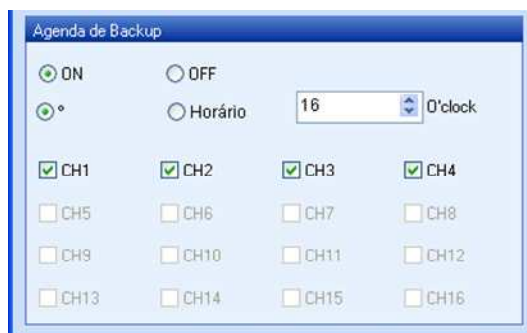 Agenda de Backup
ON OFF
° Horário 16 O'clock
CH1 CH2 CH3 CH4
CH5 CH6 CH7 CH8
CH9 CH10 CH11 CH12
CH13 CH14 CH15 CH16